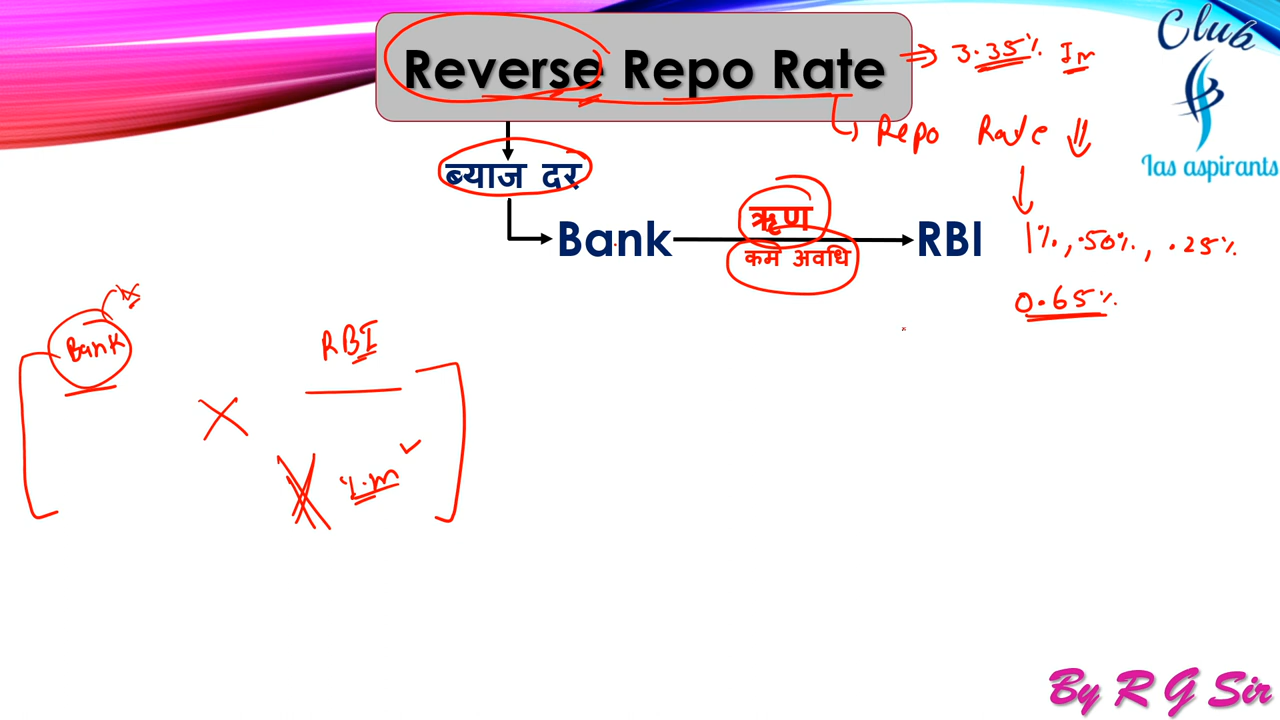 Reverse Repo Rate
⇒ 3.35%
Club
Ias aspirants
Repo Rate ⇓
ब्याज दर
ऋण
Bank
RBI
कम अवधि
1%, .50%, .25%
0.65%
Bank
RBI
By R G Sir